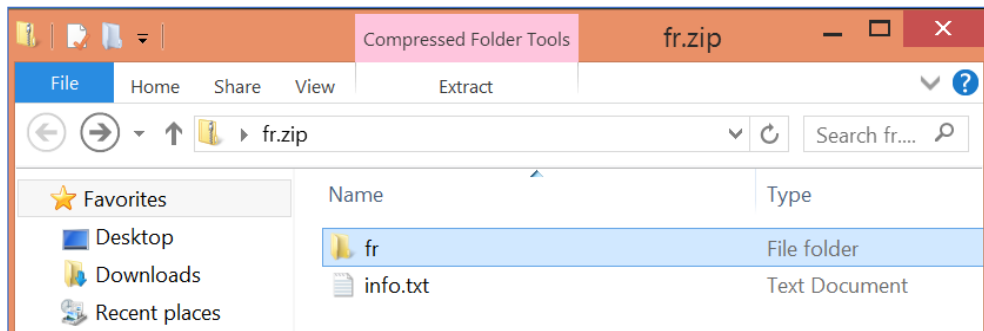 Compressed Folder Tools fr.zip
File Home Share View Extract
fr.zip Search fr....
Favorites Name Type
Desktop
fr File folder
Downloads
info.txt Text Document
Recent places